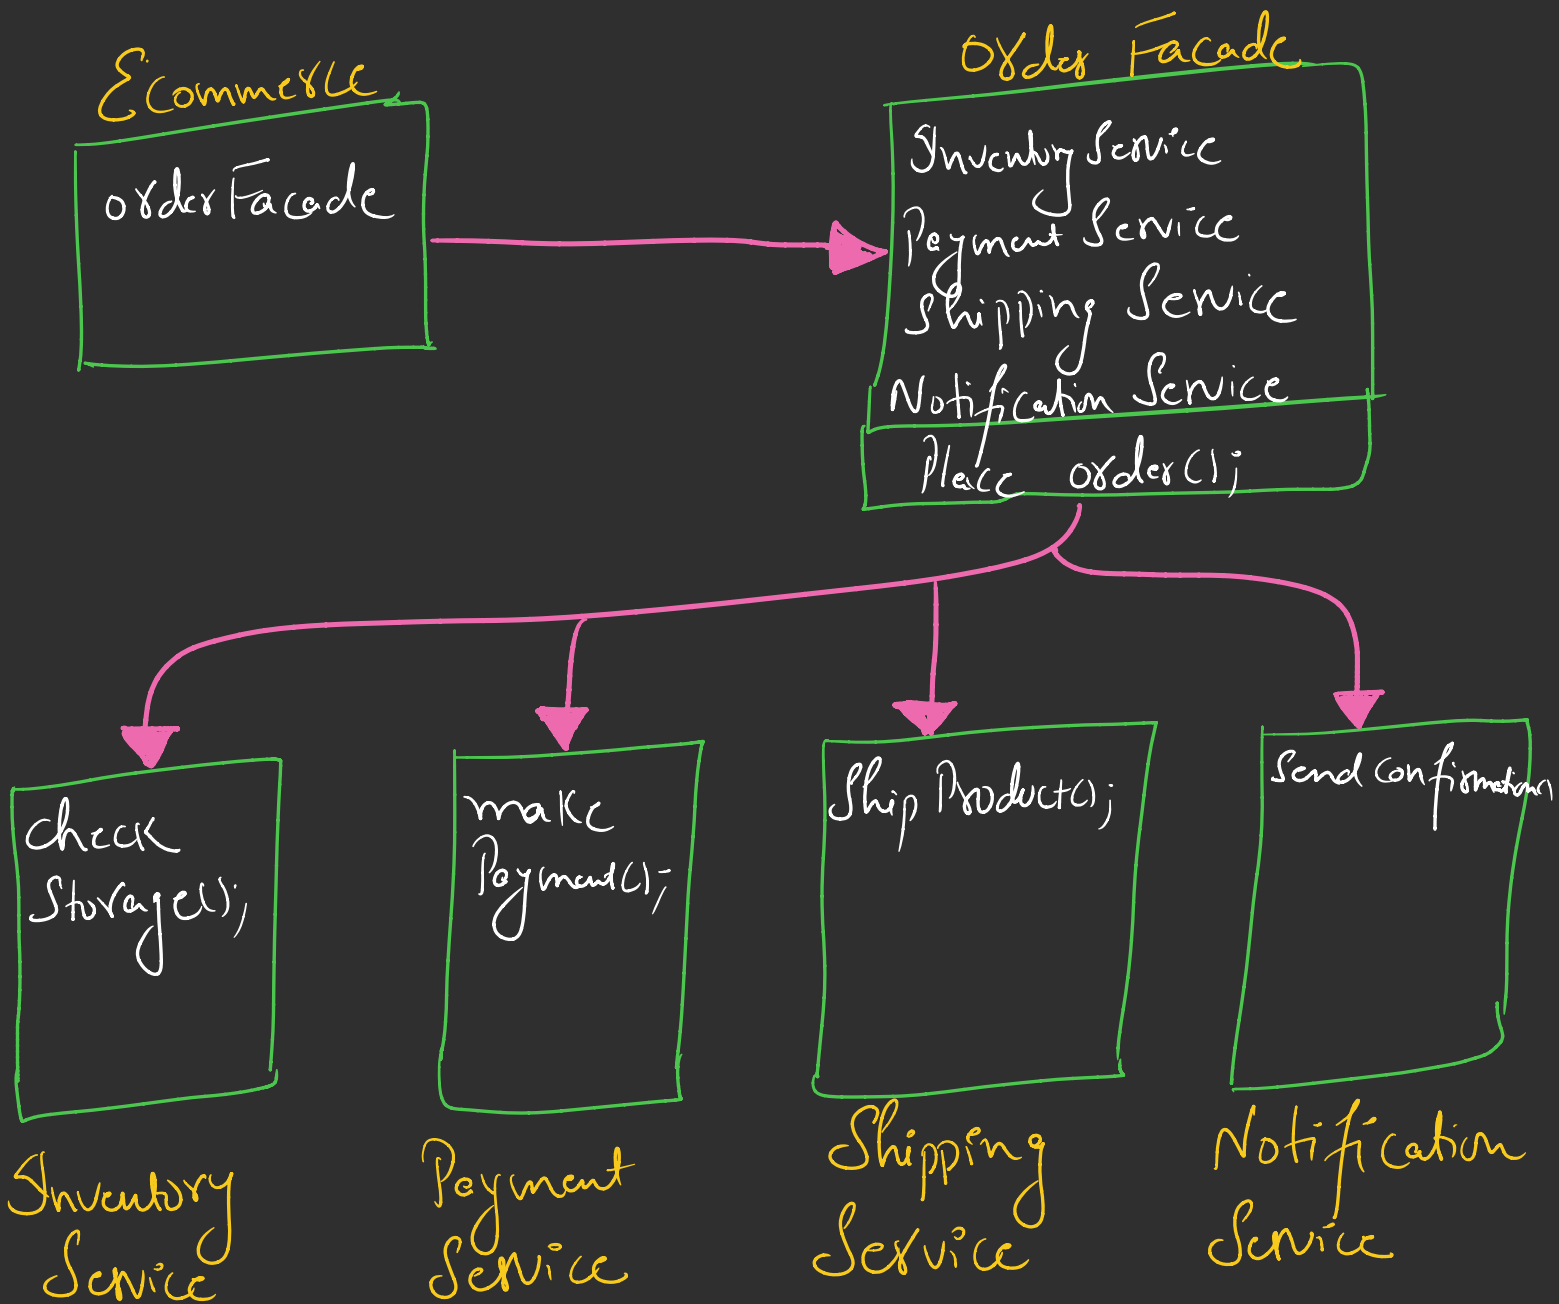 Ecommerce
orderFacade
order Facade
Inventory Service
Payment Service
Shipping Service
Notification Service
Place order();
check
Storage();
make
Payment();
Ship Product();
Send Confirmation()
Inventory
Service
Payment
Service
Shipping
Service
Notification
Service